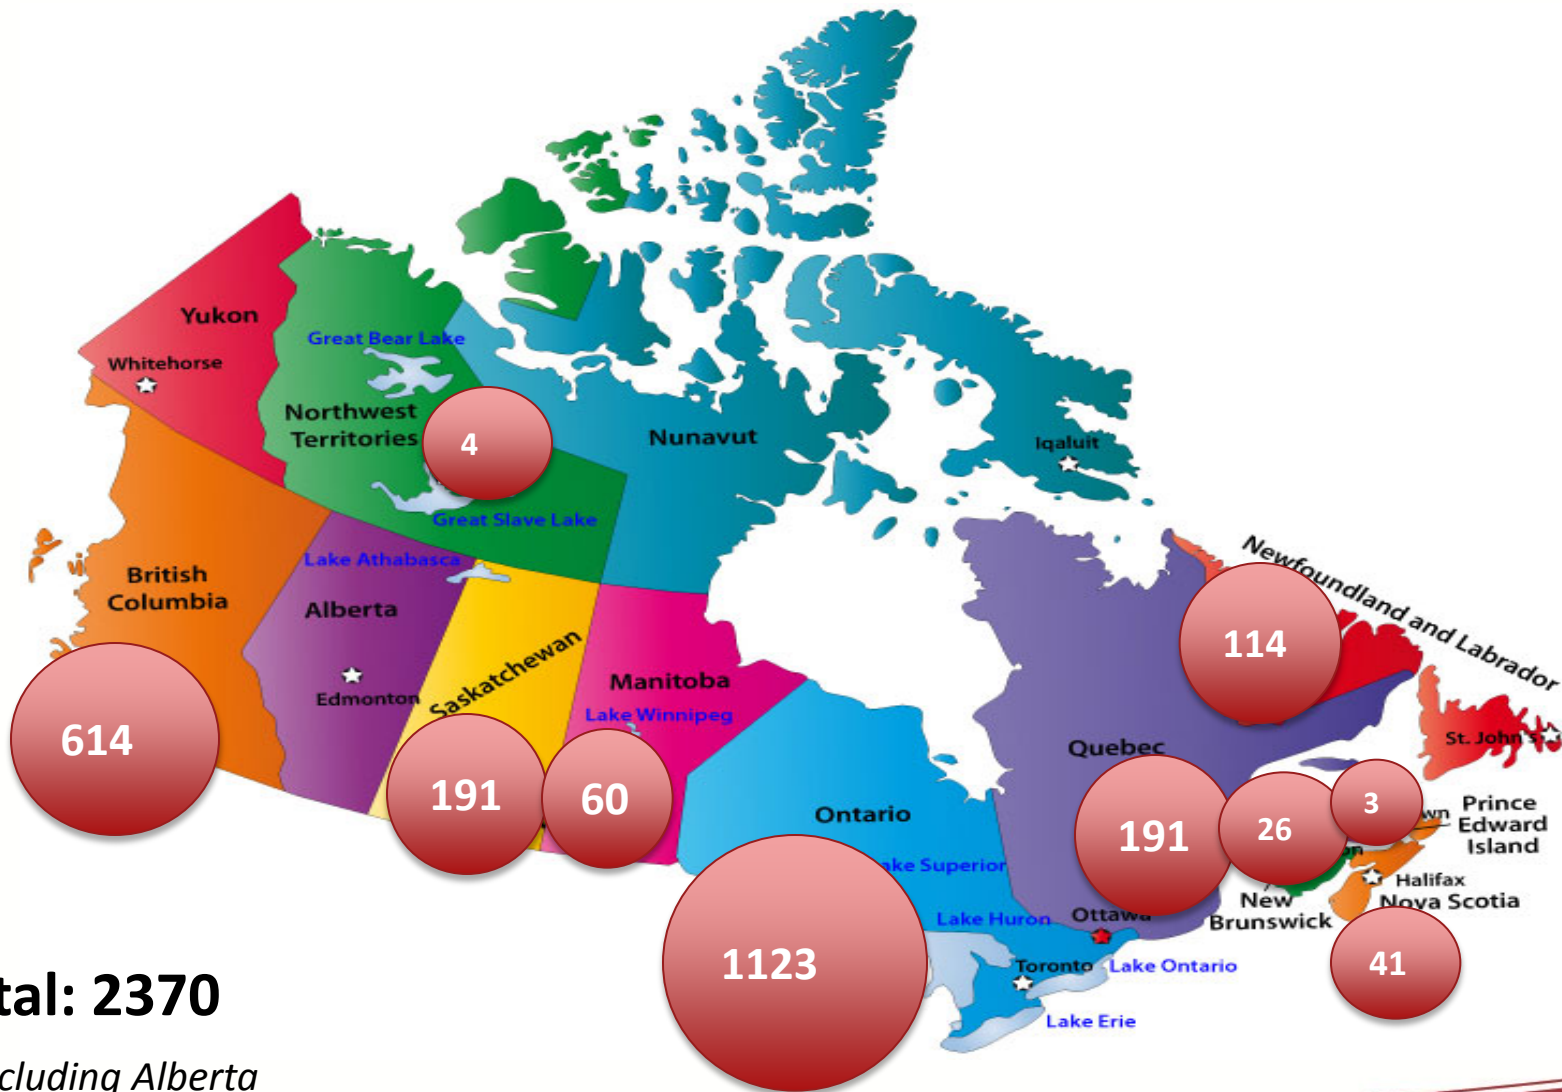 Yukon
Whitehorse
Great Bear Lake
Northwest
Territories
4
Great Slave Lake
Nunavut
Iqaluit
British
Columbia
614
Lake Athabasca
Alberta
Edmonton
Saskatchewan
191
Manitoba
Lake Winnipeg
60
Ontario
1123
ake Superior
Lake Huron
Ottawa
Toronto
Lake Ontario
Lake Erie
Quebec
191
Newfoundland and Labrador
114
St. John's
26
3
wn
Prince
Edward
Island
on
Halifax
Nova Scotia
New
Brunswick
41
tal: 2370
cluding Alberta